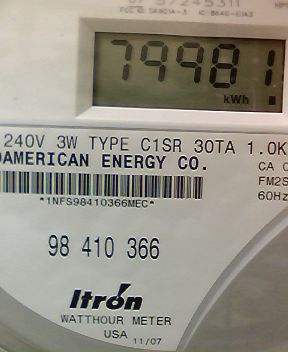 79981
kWh
240V 3W TYPE C1SR 30TA 1.0K
AMERICAN ENERGY CO.
CA
FM2S
60Hz
*1NFS98410366MEC*
98 410 366
Itron
WATTHOUR METER
USA 11/07